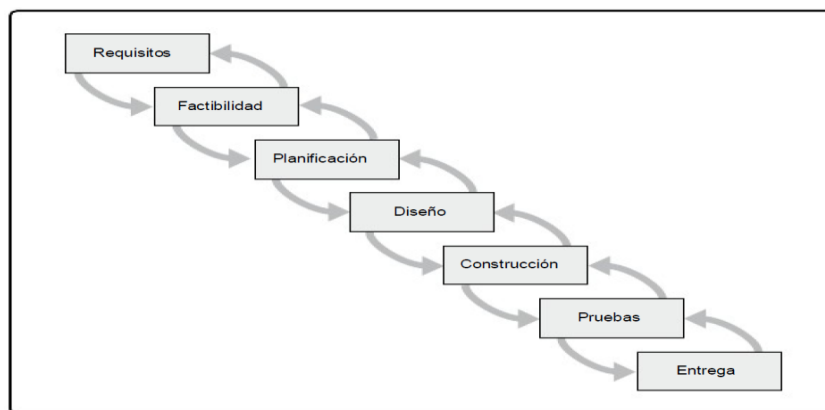 Requisitos
Factibilidad
Planificación
Diseño
Construcción
Pruebas
Entrega